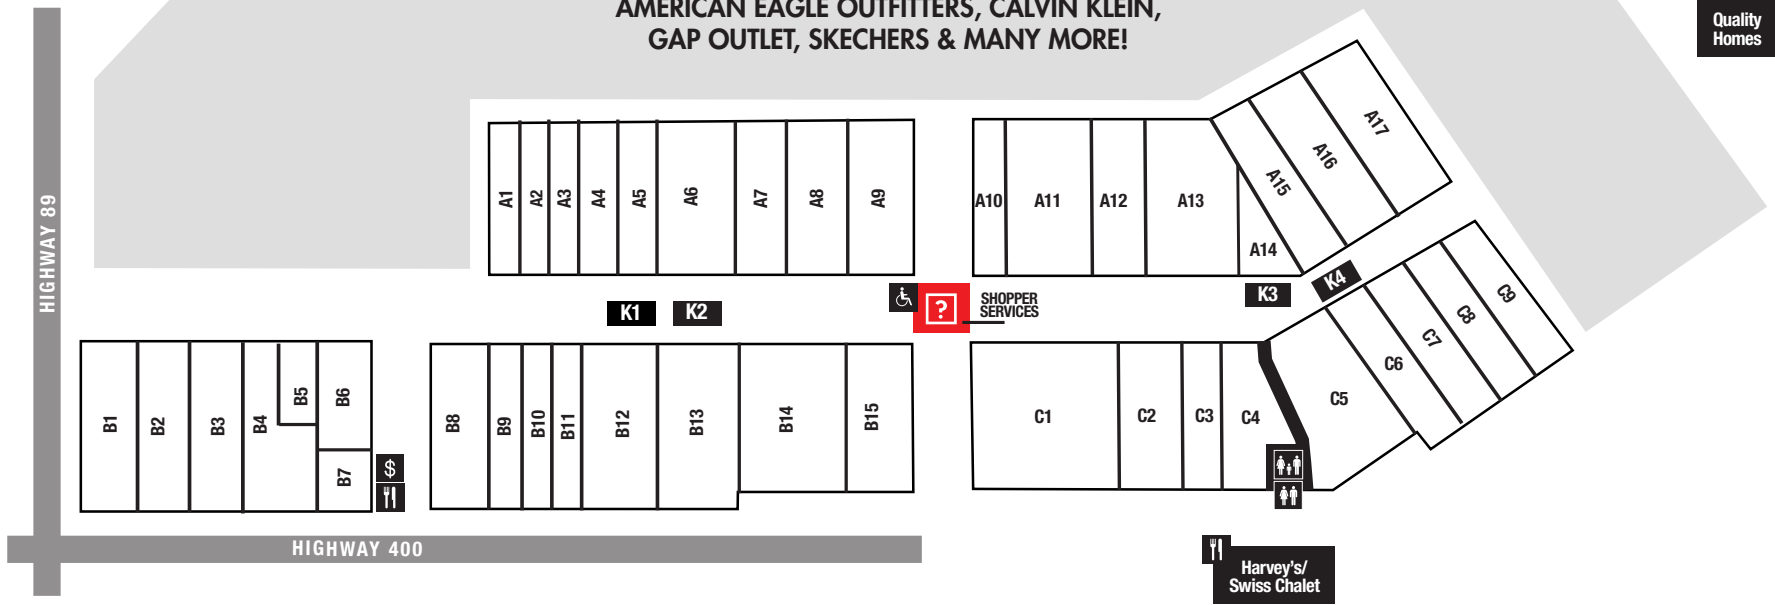 AMERICAN EAGLE OUTFITTERS, CALVIN KLEIN,
GAP OUTLET, SKECHERS & MANY MORE!
Quality
Homes
HIGHWAY 89
A1
A2
A3
A4
A5
A6
A7
A8
A9
A10
A11
A12
A13
A14
A15
A16
A17
K1
K2
?
SHOPPER
SERVICES
K3
K4
B1
B2
B3
B4
B5
B6
B7
$
B8
B9
B10
B11
B12
B13
B14
B15
C1
C2
C3
C4
C5
C6
C7
C8
C9
HIGHWAY 400
Harvey's/
Swiss Chalet